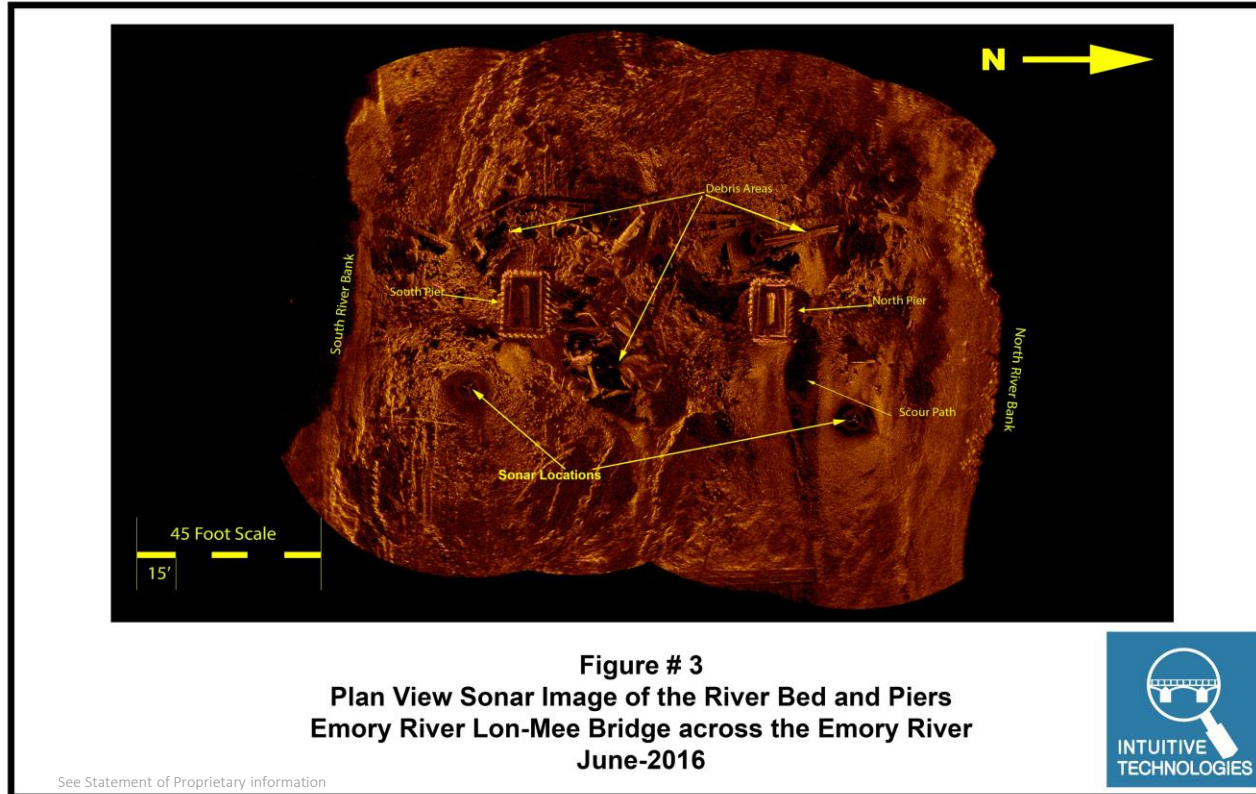 N
Debris Areas
South Pier
North Pier
South River Bank
North River Bank
Scour Path
Sonar Locations
45 Foot Scale
15'
Figure # 3
Plan View Sonar Image of the River Bed and Piers
Emory River Lon-Mee Bridge across the Emory River
June-2016
See Statement of Proprietary information
INTUITIVE
TECHNOLOGIES